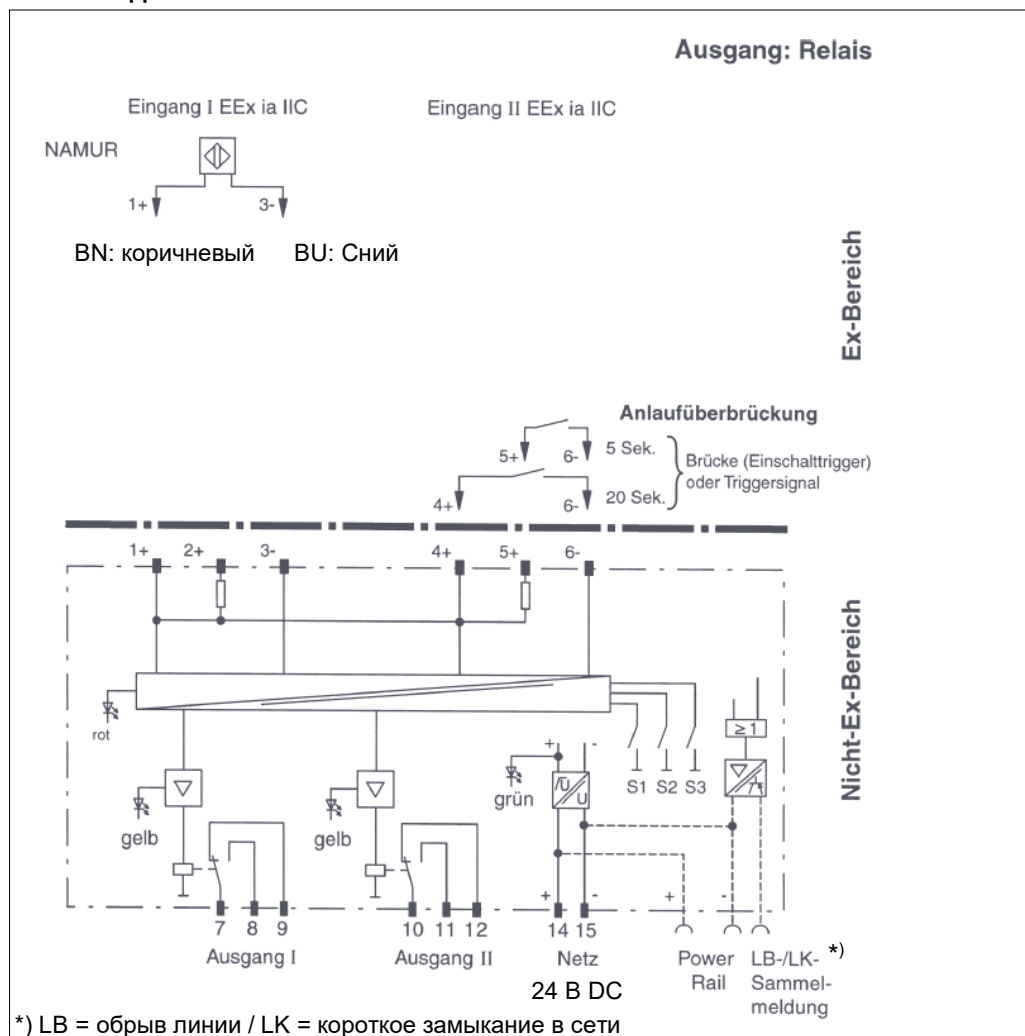 Ausgang: Relais
Eingang I EEx ia IIC
Eingang II EEx ia IIC
NAMUR
1+
3-
BN: коричневый
BU: Сний
Ex-Bereich
Anlaufüberbrückung
5+
6-
5 Sek.
4+
6-
20 Sek.
Brücke (Einschalttrigger)
oder Triggersignal
1+
2+
3-
4+
5+
6-
Nicht-Ex-Bereich
rot
gelb
gelb
grün
+
-
U
U
S1
S2
S3
≥1
+
-
+
-
7
8
9
10
11
12
14
15
Ausgang I
Ausgang II
Netz
24 В DC
Power
Rail
LB-/LK- *)
Sammel-
meldung
*) LB = обрыв линии / LK = короткое замыкание в сети